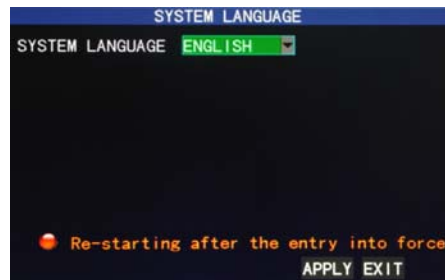 SYSTEM LANGUAGE
SYSTEM LANGUAGE ENGLISH
Re-starting after the entry into force
APPLY EXIT